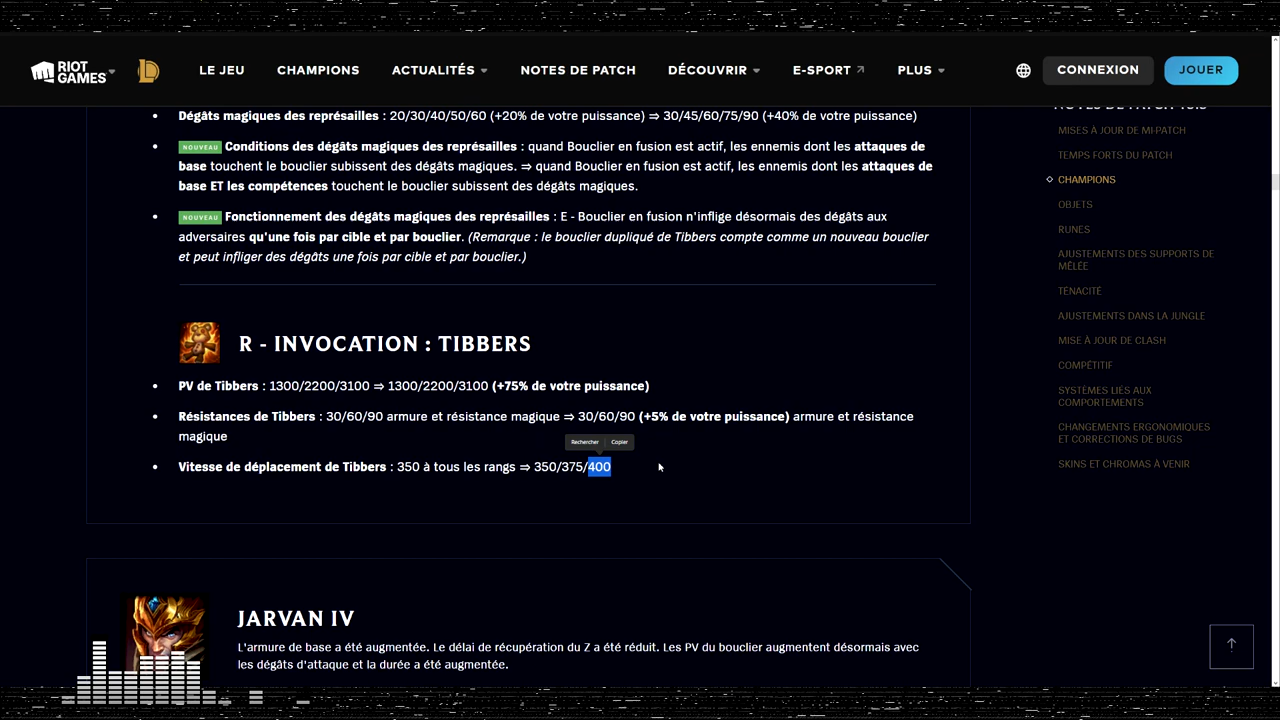 RIOT GAMES
LE JEU CHAMPIONS ACTUALITÉS NOTES DE PATCH DÉCOUVRIR E-SPORT PLUS CONNEXION JOUER
Dégâts magiques des représailles : 20/30/40/50/60 (+20% de votre puissance) ⇒ 30/45/60/75/90 (+40% de votre puissance)
NOUVEAU Conditions des dégâts magiques des représailles : quand Bouclier en fusion est actif, les ennemis dont les attaques de
base touchent le bouclier subissent des dégâts magiques. ⇒ quand Bouclier en fusion est actif, les ennemis dont les attaques de
base ET les compétences touchent le bouclier subissent des dégâts magiques.
NOUVEAU Fonctionnement des dégâts magiques des représailles : E - Bouclier en fusion n'inflige désormais des dégâts aux
adversaires qu'une fois par cible et par bouclier. (Remarque : le bouclier dupliqué de Tibbers compte comme un nouveau bouclier
et peut infliger des dégâts une fois par cible et par bouclier.)
R - INVOCATION : TIBBERS
PV de Tibbers : 1300/2200/3100 ⇒ 1300/2200/3100 (+75% de votre puissance)
Résistances de Tibbers : 30/60/90 armure et résistance magique ⇒ 30/60/90 (+5% de votre puissance) armure et résistance
magique
Rechercher Copier
Vitesse de déplacement de Tibbers : 350 à tous les rangs ⇒ 350/375/400
JARVAN IV
L'armure de base a été augmentée. Le délai de récupération du Z a été réduit. Les PV du bouclier augmentent désormais avec
les dégâts d'attaque et la durée a été augmentée.
MISES À JOUR DE MI-PATCH
TEMPS FORTS DU PATCH
CHAMPIONS
OBJETS
RUNES
AJUSTEMENTS DES SUPPORTS DE
MÊLÉE
TÉNACITÉ
AJUSTEMENTS DANS LA JUNGLE
MISE À JOUR DE CLASH
COMPÉTITIF
SYSTÈMES LIÉS AUX
COMPORTEMENTS
CHANGEMENTS ERGONOMIQUES
ET CORRECTIONS DE BUGS
SKINS ET CHROMAS À VENIR